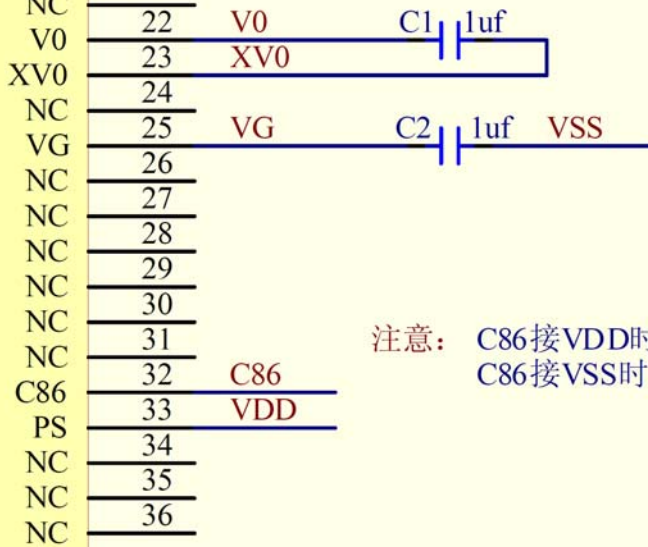 NC
22 V0 C1 1uf
V0
23 XV0
XV0
24
NC
25 VG C2 1uf VSS
VG
26
NC
27
NC
28
NC
29
NC
30
NC
31 注意: C86接VDD时
NC
32 C86 C86接VSS时
C86
33 VDD
PS
34
NC
35
NC
36
NC